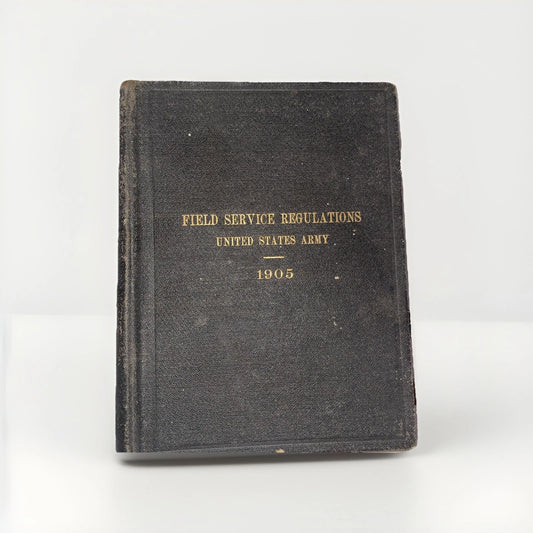 FIELD SERVICE REGULATIONS
UNITED STATES ARMY
1905